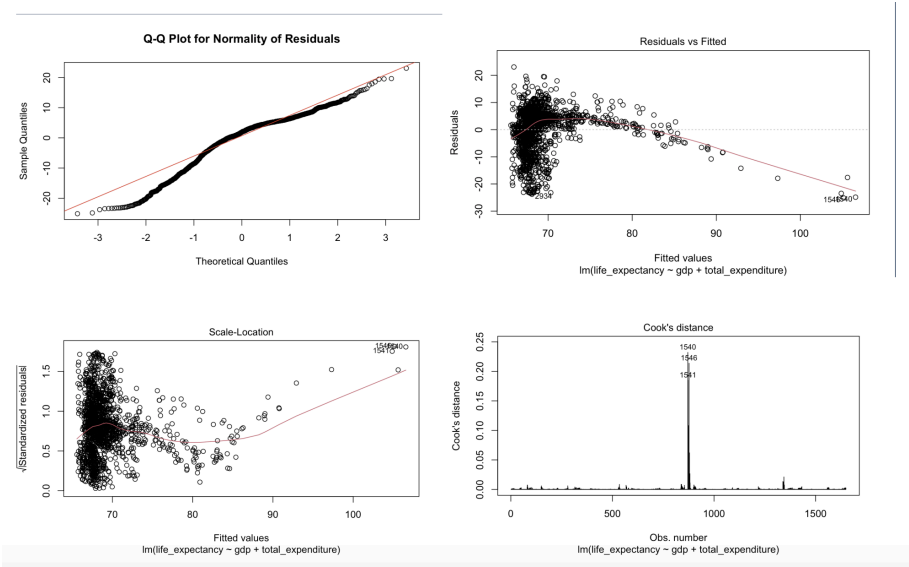 Q-Q Plot for Normality of Residuals
Sample Quantiles
20
10
0
-10
-20
-3 -2 -1 0 1 2 3
Theoretical Quantiles
Residuals vs Fitted
Residuals
20
10
0
-10
-20
-30
2934
1540
70 80 90 100
Fitted values
lm(life_expectancy ~ gdp + total_expenditure)
Scale-Location
√|Standardized residuals|
1.5
1.0
0.5
0.0
1541
70 80 90 100
Fitted values
lm(life_expectancy ~ gdp + total_expenditure)
Cook's distance
Cook's distance
0.25
0.20
0.15
0.10
0.05
0.00
1540
1546
1541
0 500 1000 1500
Obs. number
lm(life_expectancy ~ gdp + total_expenditure)